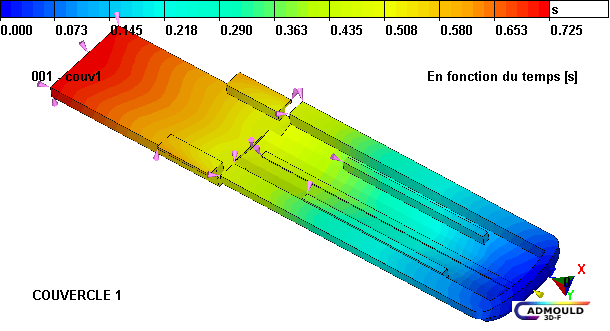 s
0.000 0.073 0.145 0.218 0.290 0.363 0.435 0.508 0.580 0.653 0.725
001 - couv1
En fonction du temps [s]
X
Y
COUVERCLE 1
CADMOULD
3D-F